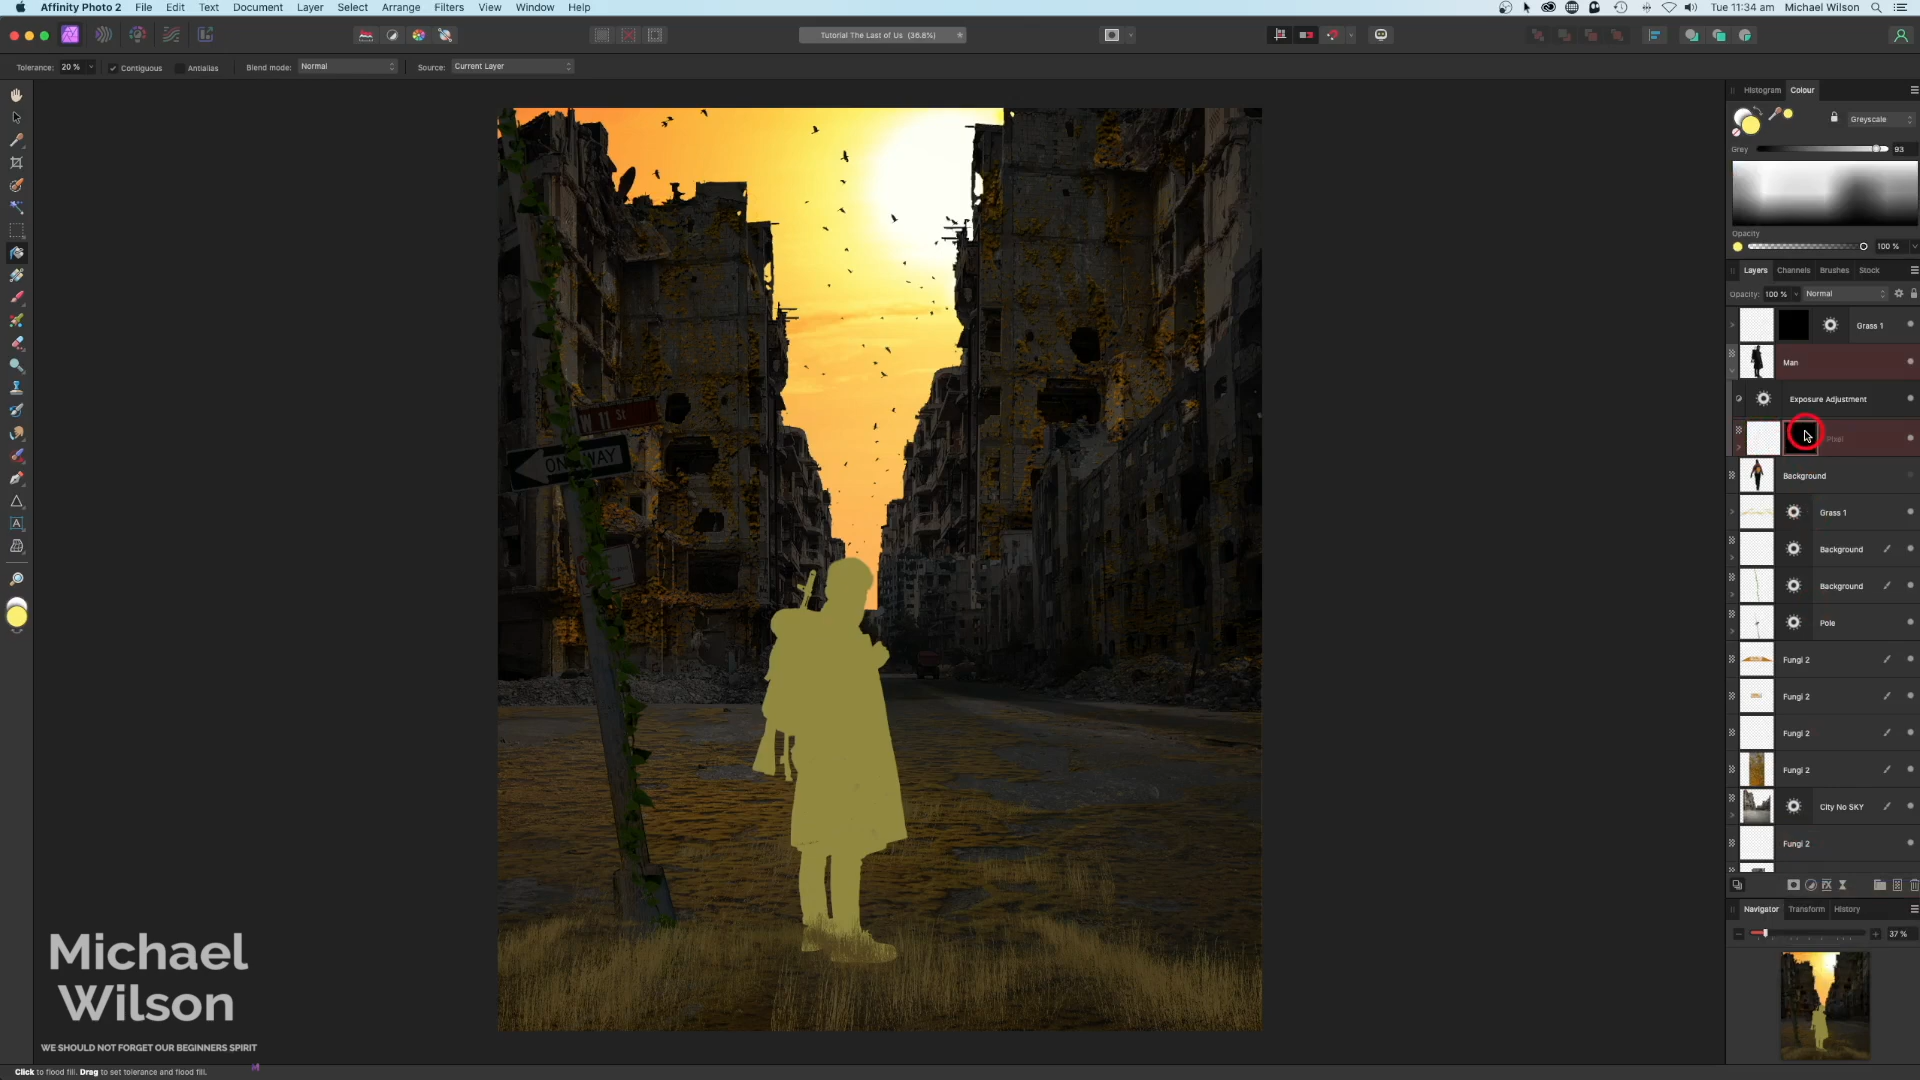 Affinity Photo 2 File Edit Text Document Layer Select Arrange Filters View Window Help Tue 11:34 am Michael Wilson
Tutorial The Last of Us (36.8%)
Tolerance: 20 % Contiguous Antialias Blend mode: Normal Source: Current Layer
Histogram Colour
Greyscale
Grey 93
Opacity
100 %
Layers Channels Brushes Stock
Opacity: 100 % Normal
Grass 1
Man
Exposure Adjustment
Pixel
Background
Grass 1
Background
Background
Pole
Fungi 2
Fungi 2
Fungi 2
Fungi 2
City No SKY
Fungi 2
Navigator Transform History
37 %
N 11 St
ONE WAY
Michael
Wilson
WE SHOULD NOT FORGET OUR BEGINNERS SPIRIT
Click to flood fill. Drag to set tolerance and flood fill.